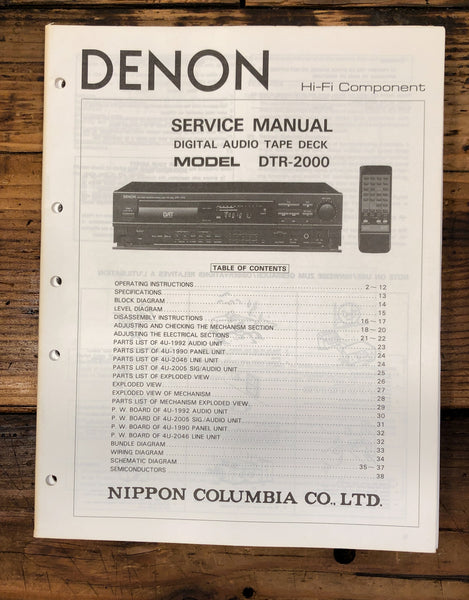 DENON
Hi-Fi Component
SERVICE MANUAL
DIGITAL AUDIO TAPE DECK
MODEL DTR-2000
DENON
DAT
TABLE OF CONTENTS
OPERATING INSTRUCTIONS 2 ~ 12
SPECIFICATIONS 13
BLOCK DIAGRAM 14
LEVEL DIAGRAM 15
DISASSEMBLY INSTRUCTIONS 16 ~ 17
ADJUSTING AND CHECKING THE MECHANISM SECTION 18 ~ 20
ADJUSTING THE ELECTRICAL SECTIONS 21 ~ 22
PARTS LIST OF 4U-1992 AUDIO UNIT 23
PARTS LIST OF 4U-1990 PANEL UNIT 24
PARTS LIST OF 4U-2046 LINE UNIT 24
PARTS LIST OF 4U-2005 SIG/AUDIO UNIT 25
PARTS LIST OF EXPLODED VIEW 26
EXPLODED VIEW 27
EXPLODED VIEW OF MECHANISM 28
PARTS LIST OF MECHANISM EXPLODED VIEW 29
P. W. BOARD OF 4U-1992 AUDIO UNIT 30
P. W. BOARD OF 4U-2005 SIG./AUDIO UNIT 31
P. W. BOARD OF 4U-1990 PANEL UNIT 32
P. W. BOARD OF 4U-2046 LINE UNIT 32
BUNDLE DIAGRAM 33
WIRING DIAGRAM 34
SCHEMATIC DIAGRAM 35 ~ 37
SEMICONDUCTORS 38
NIPPON COLUMBIA CO., LTD.